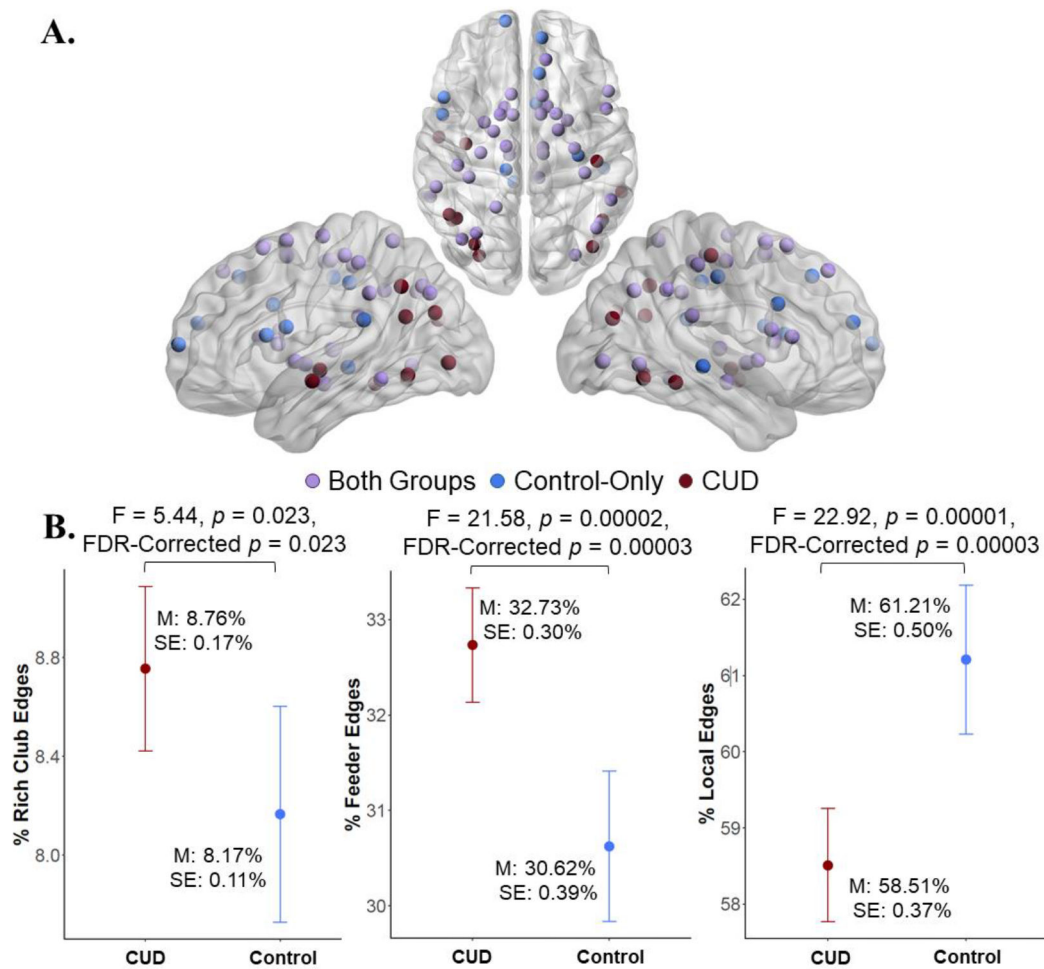 A.
Both Groups Control-Only CUD
B.
F = 5.44, p = 0.023,
FDR-Corrected p = 0.023
% Rich Club Edges
8.8
8.4
8.0
M: 8.76%
SE: 0.17%
M: 8.17%
SE: 0.11%
CUD Control
F = 21.58, p = 0.00002,
FDR-Corrected p = 0.00003
% Feeder Edges
33
32
31
30
M: 32.73%
SE: 0.30%
M: 30.62%
SE: 0.39%
CUD Control
F = 22.92, p = 0.00001,
FDR-Corrected p = 0.00003
% Local Edges
62
61
60
59
58
M: 61.21%
SE: 0.50%
M: 58.51%
SE: 0.37%
CUD Control